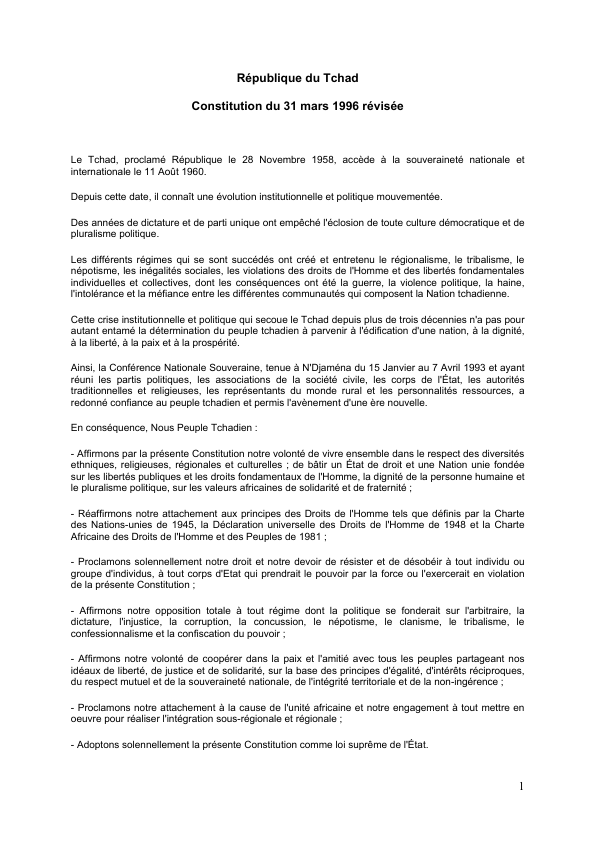 République du Tchad
Constitution du 31 mars 1996 révisée
Le Tchad, proclamé République le 28 Novembre 1958, accède à la souveraineté nationale et
internationale le 11 Août 1960.
Depuis cette date, il connaît une évolution institutionnelle et politique mouvementée.
Des années de dictature et de parti unique ont empêché l'éclosion de toute culture démocratique et de
pluralisme politique.
Les différents régimes qui se sont succédés ont créé et entretenu le régionalisme, le tribalisme, le
népotisme, les inégalités sociales, les violations des droits de l'Homme et des libertés fondamentales
individuelles et collectives, dont les conséquences ont été la guerre, la violence politique, la haine,
l'intolérance et la méfiance entre les différentes communautés qui composent la Nation tchadienne.
Cette crise institutionnelle et politique qui secoue le Tchad depuis plus de trois décennies n'a pas pour
autant entamé la détermination du peuple tchadien à parvenir à l'édification d'une nation, à la dignité,
à la liberté, à la paix et à la prospérité.
Ainsi, la Conférence Nationale Souveraine, tenue à N'Djaména du 15 Janvier au 7 Avril 1993 et ayant
réuni les partis politiques, les associations de la société civile, les corps de l'État, les autorités
traditionnelles et religieuses, les représentants du monde rural et les personnalités ressources, a
redonné confiance au peuple tchadien et permis l'avènement d'une ère nouvelle.
En conséquence, Nous Peuple Tchadien :
- Affirmons par la présente Constitution notre volonté de vivre ensemble dans le respect des diversités
ethniques, religieuses, régionales et culturelles ; de bâtir un État de droit et une Nation unie fondée
sur les libertés publiques et les droits fondamentaux de l'Homme, la dignité de la personne humaine et
le pluralisme politique, sur les valeurs africaines de solidarité et de fraternité ;
- Réaffirmons notre attachement aux principes des Droits de l'Homme tels que définis par la Charte
des Nations-unies de 1945, la Déclaration universelle des Droits de l'Homme de 1948 et la Charte
Africaine des Droits de l'Homme et des Peuples de 1981 ;
- Proclamons solennellement notre droit et notre devoir de résister et de désobéir à tout individu ou
groupe d'individus, à tout corps d'Etat qui prendrait le pouvoir par la force ou l'exercerait en violation
de la présente Constitution ;
- Affirmons notre opposition totale à tout régime dont la politique se fonderait sur l'arbitraire, la
dictature, l'injustice, la corruption, la concussion, le népotisme, le clanisme, le tribalisme, le
confessionnalisme et la confiscation du pouvoir ;
- Affirmons notre volonté de coopérer dans la paix et l'amitié avec tous les peuples partageant nos
idéaux de liberté, de justice et de solidarité, sur la base des principes d'égalité, d'intérêts réciproques,
du respect mutuel et de la souveraineté nationale, de l'intégrité territoriale et de la non-ingérence ;
- Proclamons notre attachement à la cause de l'unité africaine et notre engagement à tout mettre en
oeuvre pour réaliser l'intégration sous-régionale et régionale ;
- Adoptons solennellement la présente Constitution comme loi suprême de l'État.
1